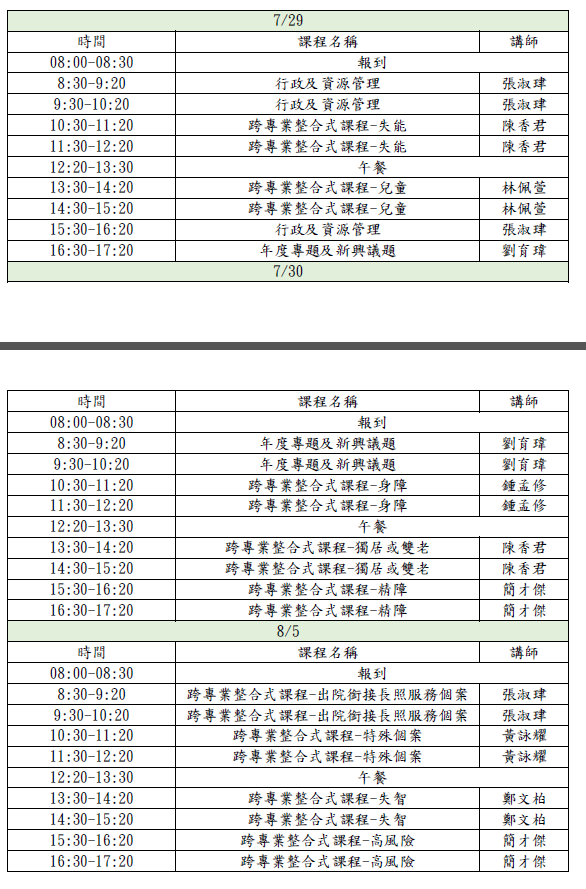 7/29
時間 課程名稱 講師
08:00-08:30 報到
8:30-9:20 行政及資源管理 張淑瑋
9:30-10:20 行政及資源管理 張淑瑋
10:30-11:20 跨專業整合式課程-失能 陳香君
11:30-12:20 跨專業整合式課程-失能 陳香君
12:20-13:30 午餐
13:30-14:20 跨專業整合式課程-兒童 林佩萱
14:30-15:20 跨專業整合式課程-兒童 林佩萱
15:30-16:20 行政及資源管理 張淑瑋
16:30-17:20 年度專題及新興議題 劉育瑋
7/30
時間 課程名稱 講師
08:00-08:30 報到
8:30-9:20 年度專題及新興議題 劉育瑋
9:30-10:20 年度專題及新興議題 劉育瑋
10:30-11:20 跨專業整合式課程-身障 鍾孟修
11:30-12:20 跨專業整合式課程-身障 鍾孟修
12:20-13:30 午餐
13:30-14:20 跨專業整合式課程-獨居或雙老 陳香君
14:30-15:20 跨專業整合式課程-獨居或雙老 陳香君
15:30-16:20 跨專業整合式課程-精障 簡才傑
16:30-17:20 跨專業整合式課程-精障 簡才傑
8/5
時間 課程名稱 講師
08:00-08:30 報到
8:30-9:20 跨專業整合式課程-出院銜接長照服務個案 張淑瑋
9:30-10:20 跨專業整合式課程-出院銜接長照服務個案 張淑瑋
10:30-11:20 跨專業整合式課程-特殊個案 黃詠耀
11:30-12:20 跨專業整合式課程-特殊個案 黃詠耀
12:20-13:30 午餐
13:30-14:20 跨專業整合式課程-失智 鄭文柏
14:30-15:20 跨專業整合式課程-失智 鄭文柏
15:30-16:20 跨專業整合式課程-高風險 簡才傑
16:30-17:20 跨專業整合式課程-高風險 簡才傑